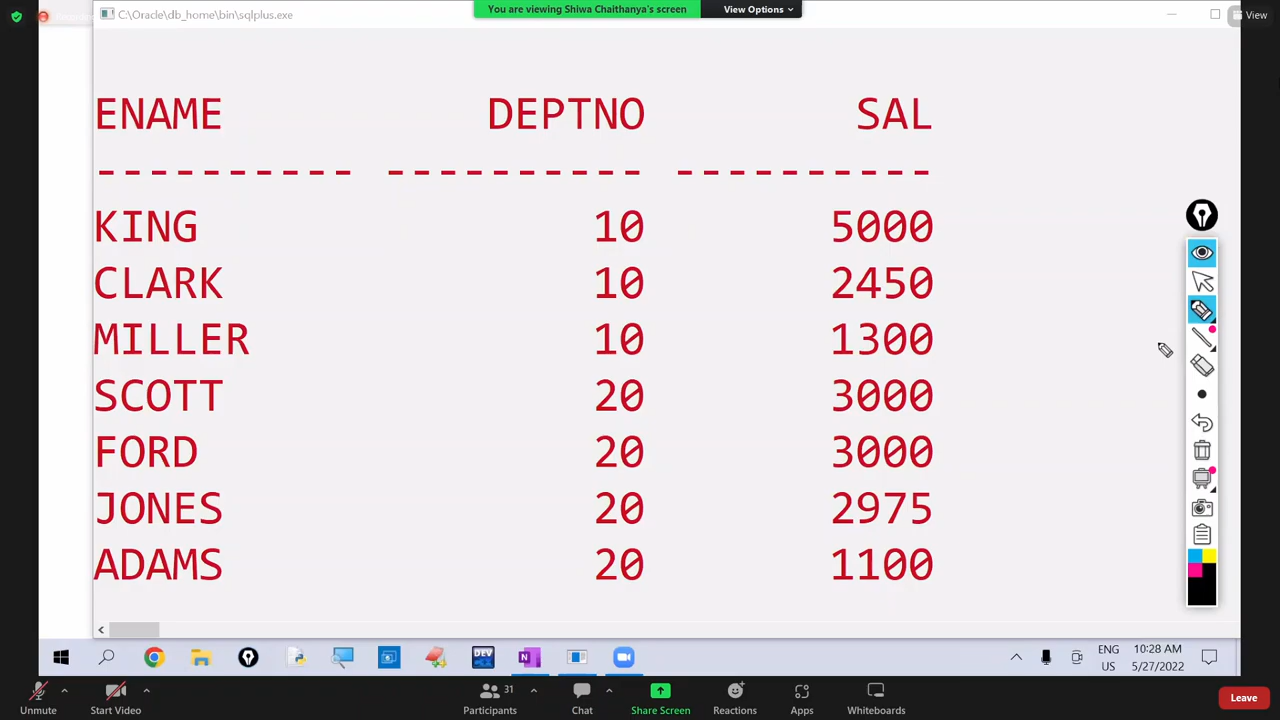 C:\Oracle\db_home\bin\sqlplus.exe
You are viewing Shiwa Chaithanya's screen View Options
View
ENAME DEPTNO SAL
---------- ---------- ----------
KING 10 5000
CLARK 10 2450
MILLER 10 1300
SCOTT 20 3000
FORD 20 3000
JONES 20 2975
ADAMS 20 1100
DEV
N
ENG 10:28 AM
US 5/27/2022
31
Unmute Start Video Participants Chat Share Screen Reactions Apps Whiteboards Leave